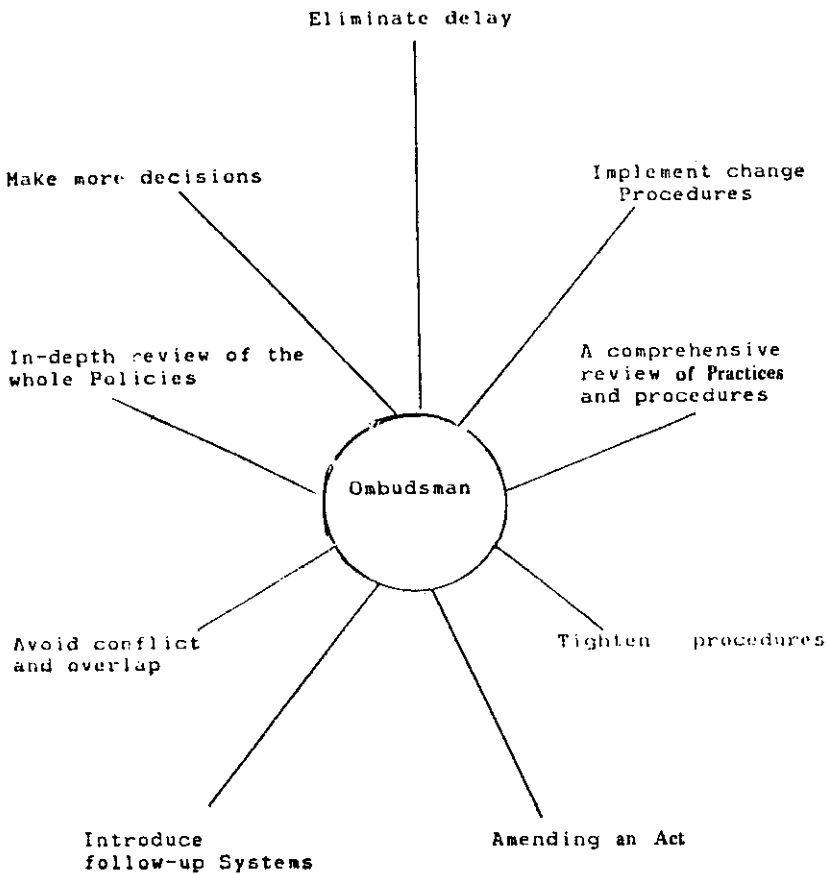 Eliminate delay
Make more decisions
Implement change
Procedures
In-depth review of the
whole Policies
A comprehensive
review of Practices
and procedures
Ombudsman
Avoid conflict
and overlap
Tighten procedures
Introduce
follow-up Systems
Amending an Act